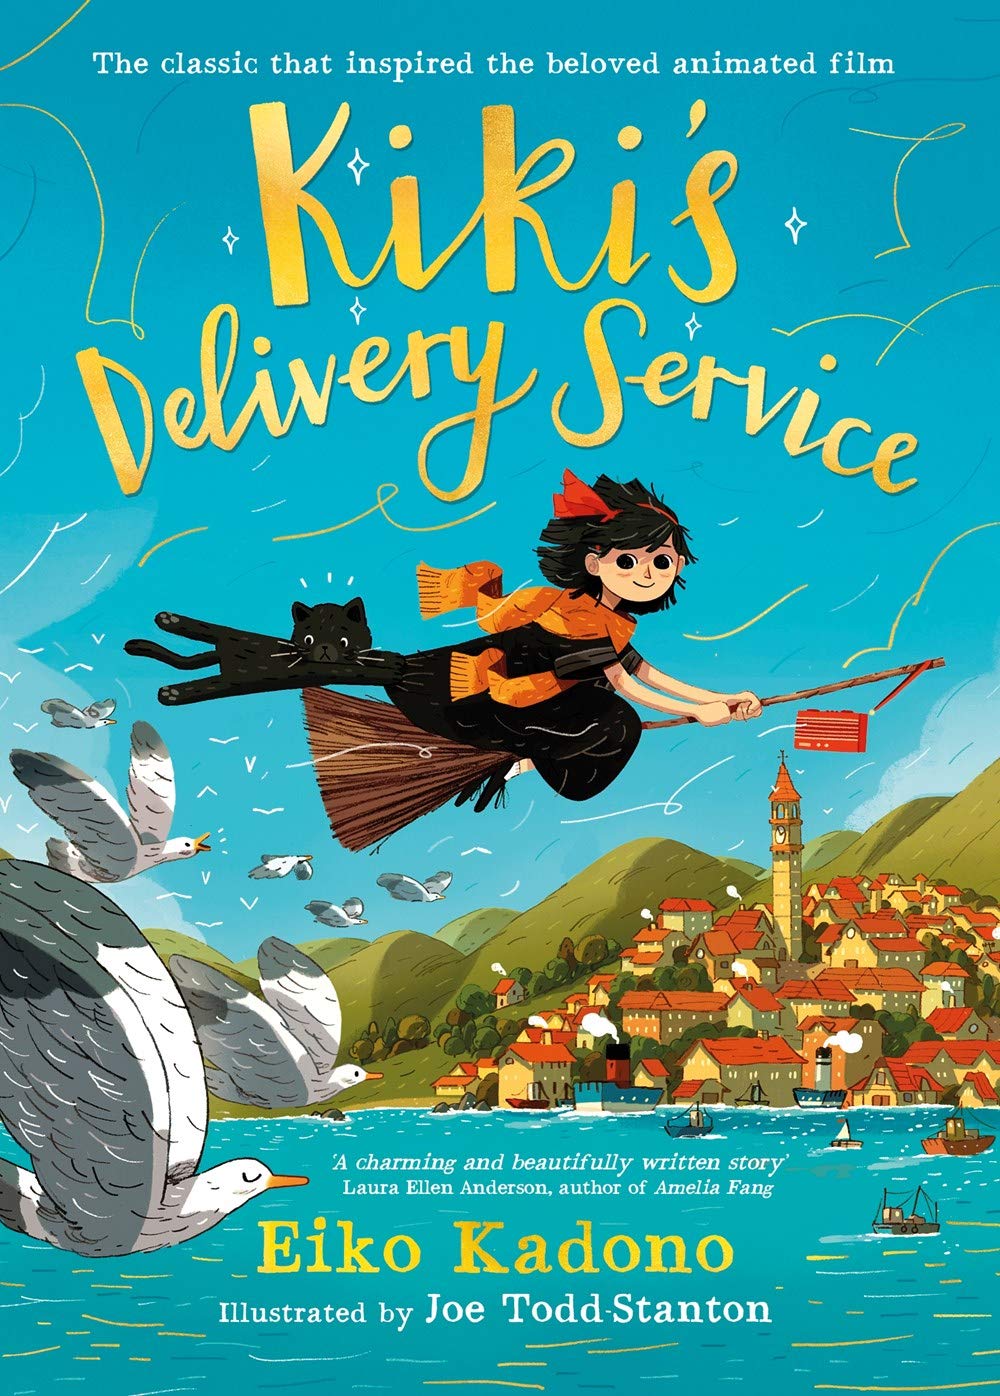 The classic that inspired the beloved animated film
Kiki's
Delivery Service
'A charming and beautifully written story'
Laura Ellen Anderson, author of Amelia Fang
Eiko Kadono
Illustrated by Joe Todd-Stanton